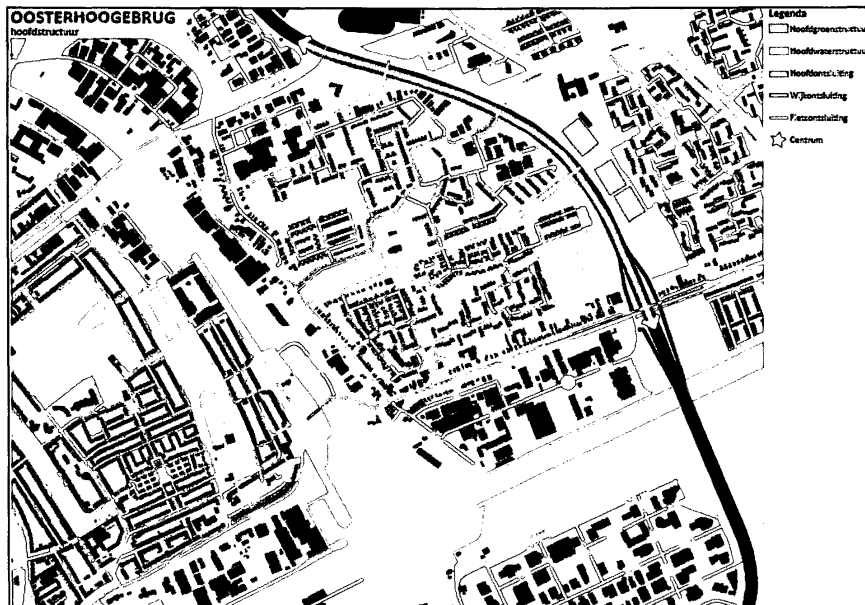 OOSTERHOOGEBRUG
hoofdstructuur
Legenda
Hoofdgroenstructuur
Hoofdwaterstructuur
Hoofdontsluiting
Wijkontsluiting
Fietsontsluiting
Centrum